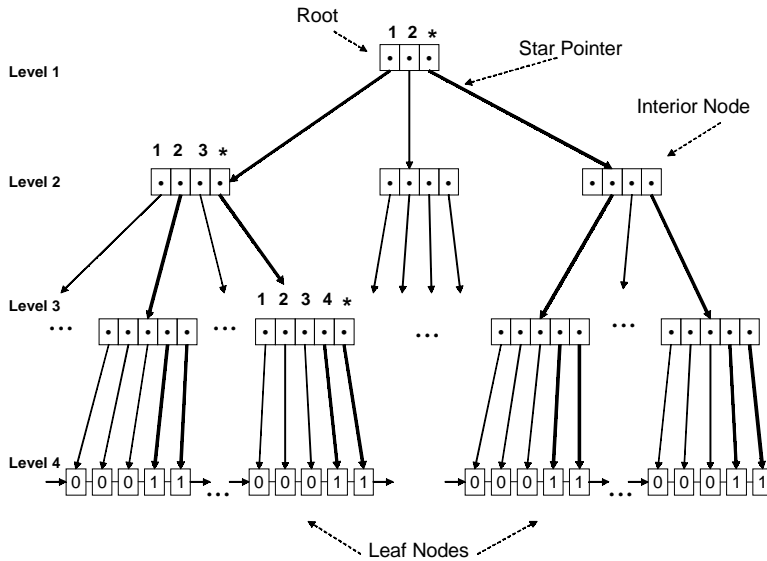 Root
1 2 *
Star Pointer
Level 1
Interior Node
1 2 3 *
Level 2
Level 3
1 2 3 4 *
... ... ... ...
Level 4
0 0 0 1 1 ... 0 0 0 1 1 0 0 0 1 1 ... 0 0 0 1 1
Leaf Nodes